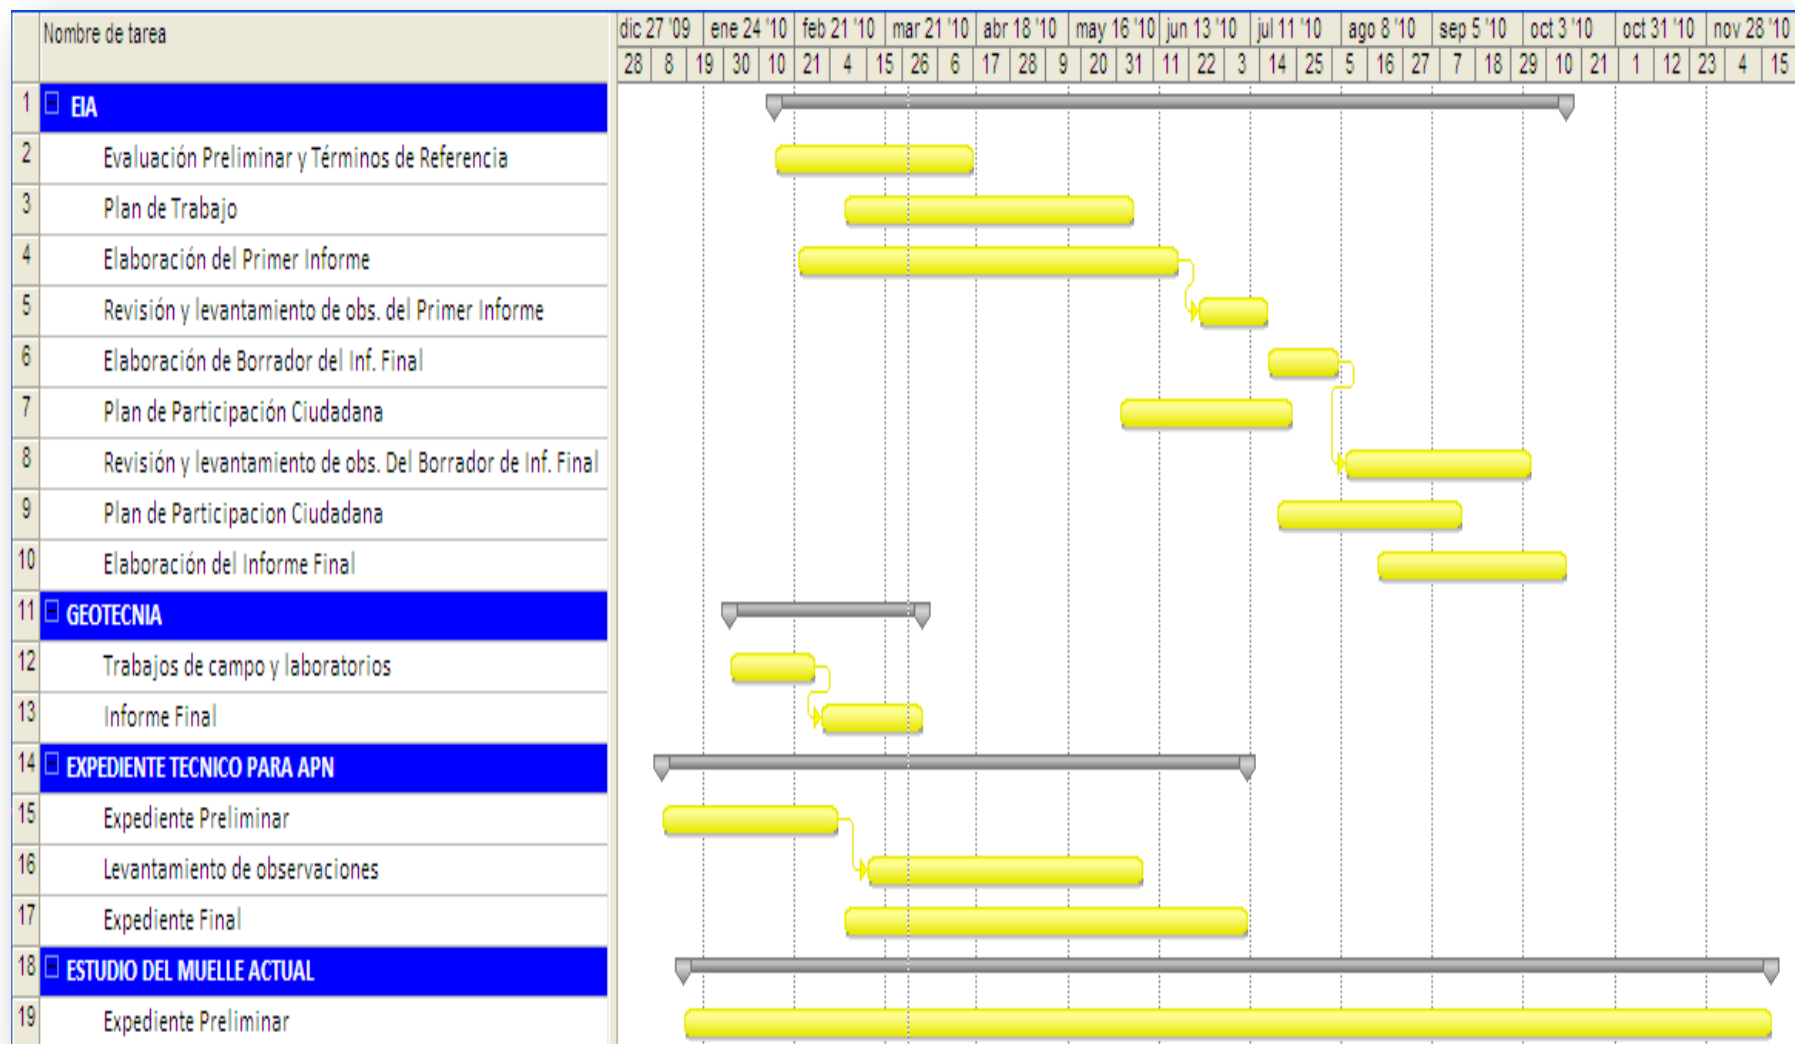 Nombre de tarea
dic 27 '09 ene 24 '10 feb 21 '10 mar 21 '10 abr 18 '10 may 16 '10 jun 13 '10 jul 11 '10 ago 8 '10 sep 5 '10 oct 3 '10 oct 31 '10 nov 28 '10
28 8 19 30 10 21 4 15 26 6 17 28 9 20 31 11 22 3 14 25 5 16 27 7 18 29 10 21 1 12 23 4 15
1 EIA
2 Evaluación Preliminar y Términos de Referencia
3 Plan de Trabajo
4 Elaboración del Primer Informe
5 Revisión y levantamiento de obs. del Primer Informe
6 Elaboración de Borrador del Inf. Final
7 Plan de Participación Ciudadana
8 Revisión y levantamiento de obs. Del Borrador de Inf. Final
9 Plan de Participacion Ciudadana
10 Elaboración del Informe Final
11 GEOTECNIA
12 Trabajos de campo y laboratorios
13 Informe Final
14 EXPEDIENTE TECNICO PARA APN
15 Expediente Preliminar
16 Levantamiento de observaciones
17 Expediente Final
18 ESTUDIO DEL MUELLE ACTUAL
19 Expediente Preliminar